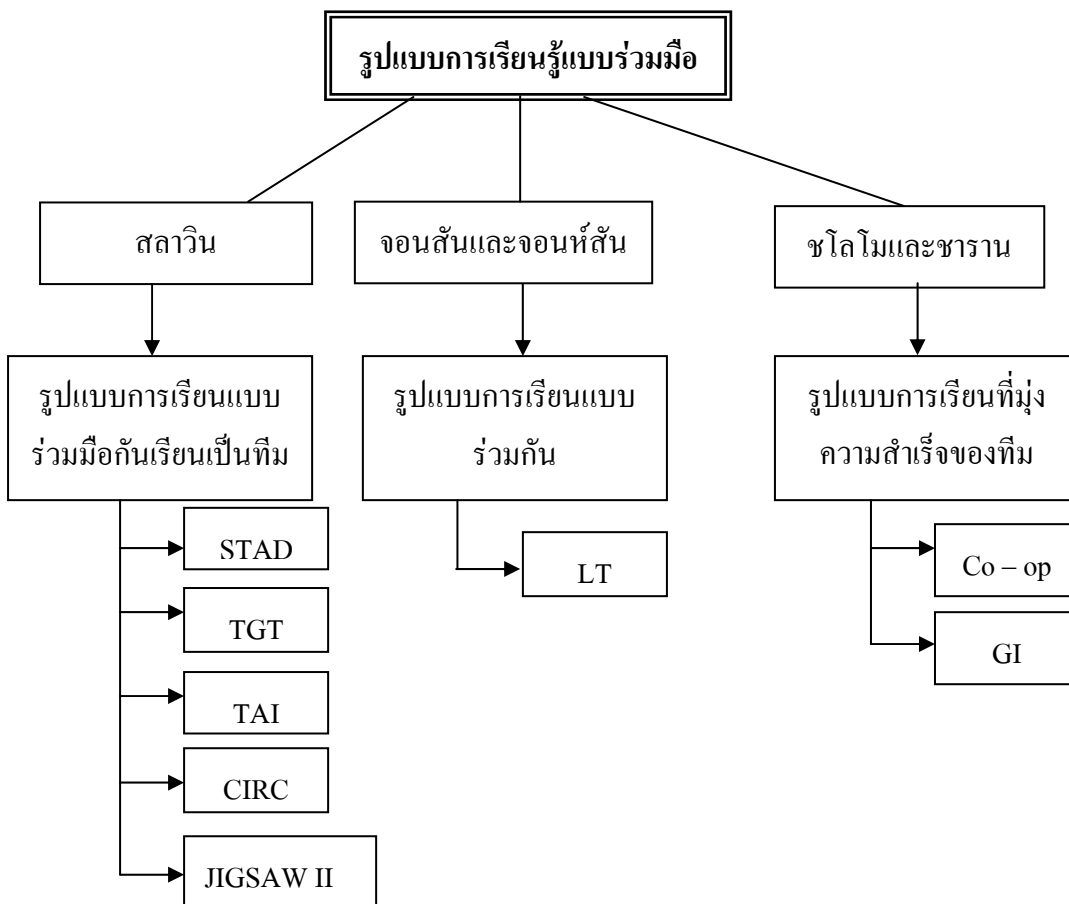 รูปแบบการเรียนรู้แบบร่วมมือ
สลาวิน
จอนสันและจอนห์สัน
ชโลโมและชาราน
รูปแบบการเรียนแบบ
ร่วมมือกันเรียนเป็นทีม
รูปแบบการเรียนแบบ
ร่วมกัน
รูปแบบการเรียนที่มุ่ง
ความสำเร็จของทีม
STAD
TGT
TAI
CIRC
JIGSAW II
LT
Co – op
GI